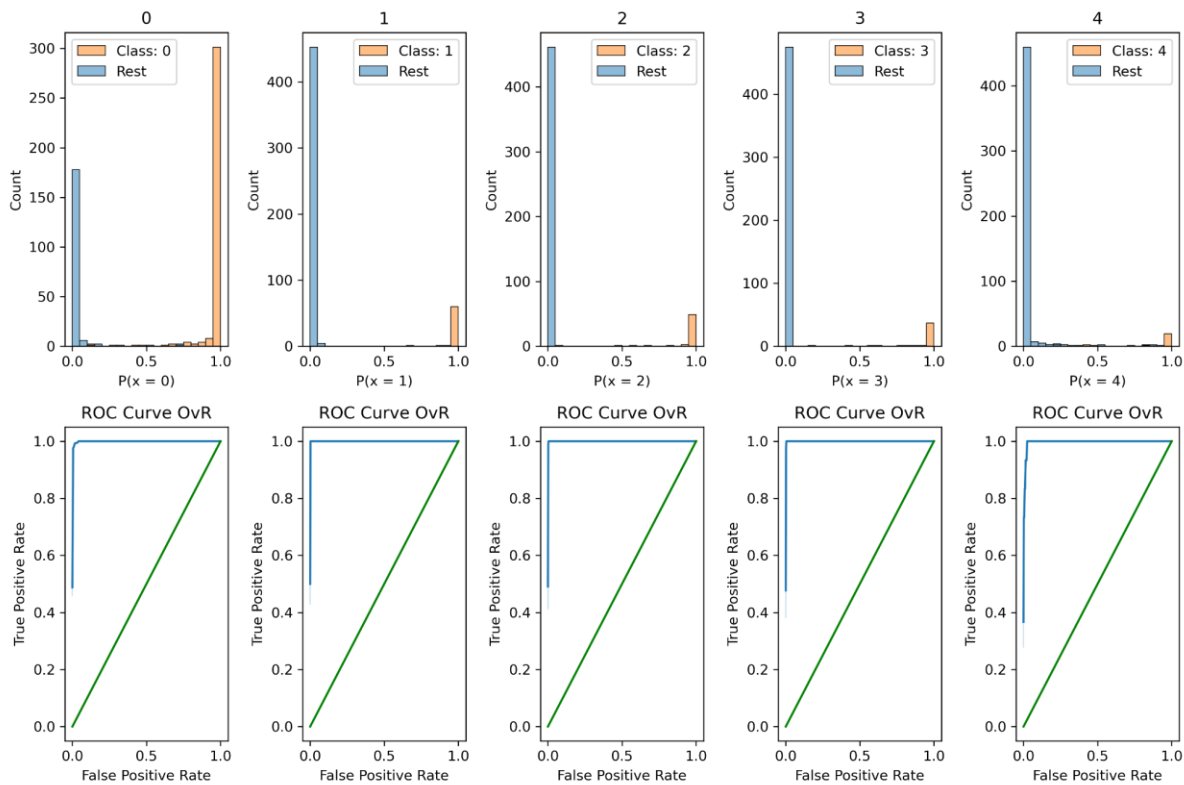 0
Class: 0
Rest
300
250
200
150
100
50
0
Count
0.0 0.5 1.0
P(x = 0)
1
Class: 1
Rest
400
300
200
100
0
Count
0.0 0.5 1.0
P(x = 1)
2
Class: 2
Rest
400
300
200
100
0
Count
0.0 0.5 1.0
P(x = 2)
3
Class: 3
Rest
400
300
200
100
0
Count
0.0 0.5 1.0
P(x = 3)
4
Class: 4
Rest
400
300
200
100
0
Count
0.0 0.5 1.0
P(x = 4)
ROC Curve OvR
1.0
0.8
0.6
0.4
0.2
0.0
True Positive Rate
0.0 0.5 1.0
False Positive Rate
ROC Curve OvR
1.0
0.8
0.6
0.4
0.2
0.0
True Positive Rate
0.0 0.5 1.0
False Positive Rate
ROC Curve OvR
1.0
0.8
0.6
0.4
0.2
0.0
True Positive Rate
0.0 0.5 1.0
False Positive Rate
ROC Curve OvR
1.0
0.8
0.6
0.4
0.2
0.0
True Positive Rate
0.0 0.5 1.0
False Positive Rate
ROC Curve OvR
1.0
0.8
0.6
0.4
0.2
0.0
True Positive Rate
0.0 0.5 1.0
False Positive Rate